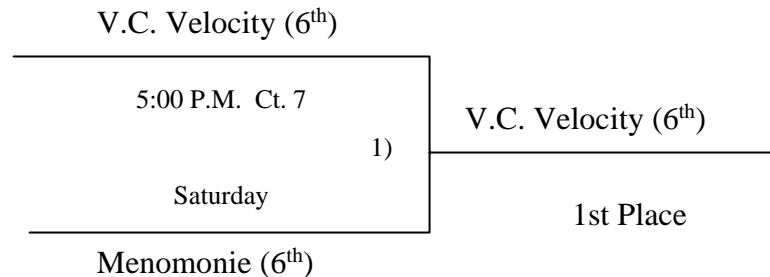 V.C. Velocity (6th)
5:00 P.M. Ct. 7
V.C. Velocity (6th)
1)
Saturday
1st Place
Menomonie (6th)